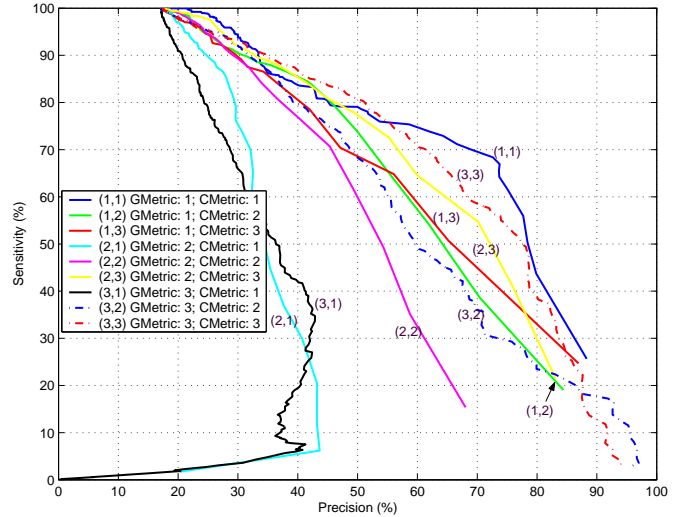 100
90
80
70
60
50
40
30
20
10
0
Sensitivity (%)
(1,1) GMetric: 1; CMetric: 1
(1,2) GMetric: 1; CMetric: 2
(1,3) GMetric: 1; CMetric: 3
(2,1) GMetric: 2; CMetric: 1
(2,2) GMetric: 2; CMetric: 2
(2,3) GMetric: 2; CMetric: 3
(3,1) GMetric: 3; CMetric: 1
(3,2) GMetric: 3; CMetric: 2
(3,3) GMetric: 3; CMetric: 3
(1,1)
(3,3)
(1,3)
(2,3)
(3,1)
(2,1)
(3,2)
(2,2)
(1,2)
0 10 20 30 40 50 60 70 80 90 100
Precision (%)